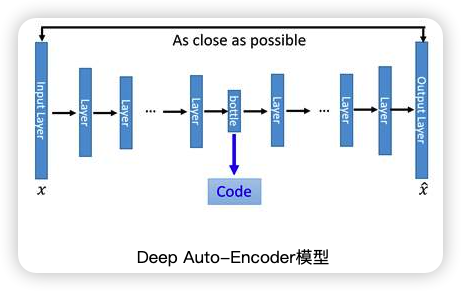 As close as possible
Input Layer
Layer
Layer
...
Layer
bottle
Layer
...
Layer
Layer
Output Layer
Code
x
x̂
Deep Auto-Encoder模型